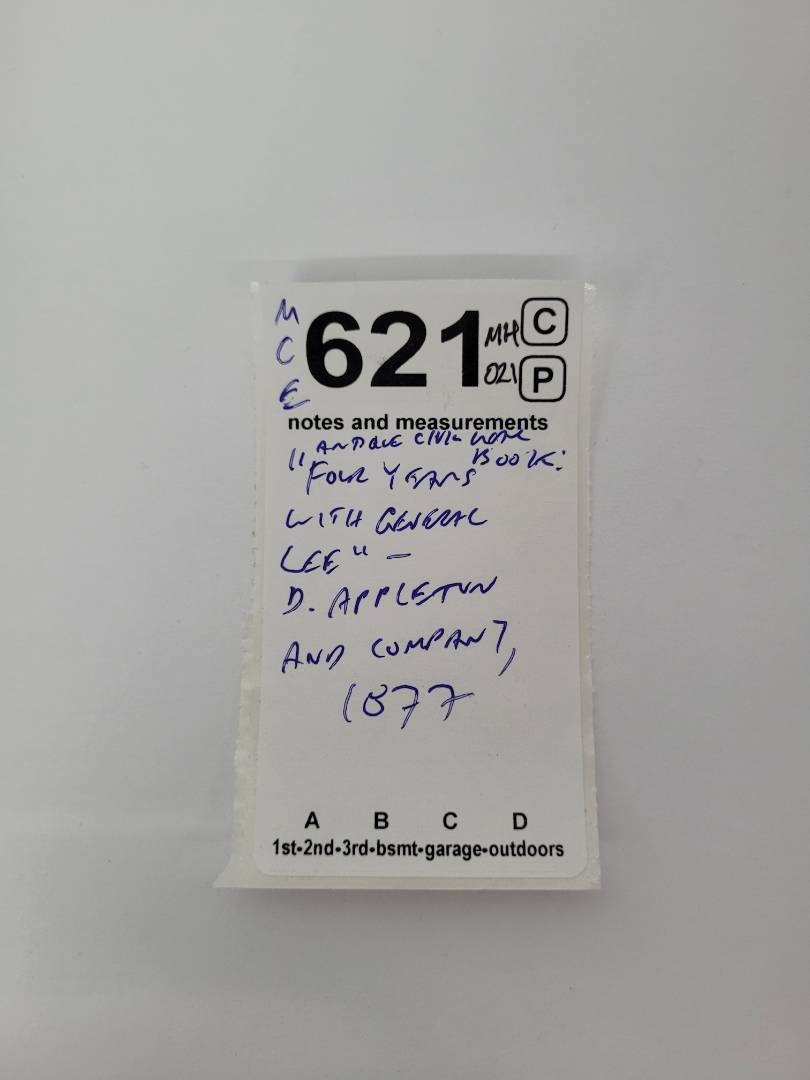 M
C
E
621
MH
021
C
P
notes and measurements
ANTIQUE CIVIL WAR
BOOK:
"FOUR YEARS
WITH GENERAL
LEE" -
D. APPLETON
AND COMPANY,
1877
A B C D
1st-2nd-3rd-bsmt-garage-outdoors